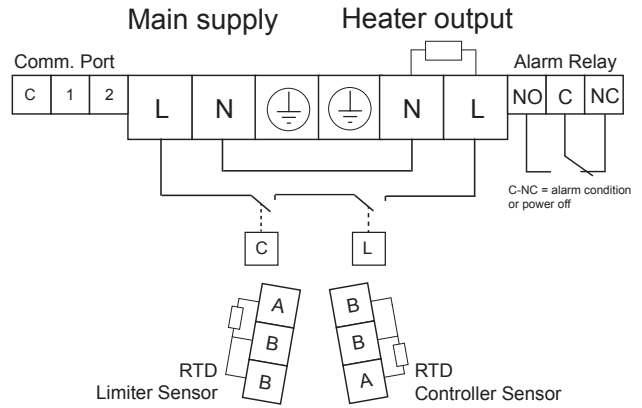 Main supply Heater output
Comm. Port Alarm Relay
C 1 2 L N N L NO C NC
C-NC = alarm condition
or power off
C L
A
B
B
B
B
A
RTD
Limiter Sensor
RTD
Controller Sensor